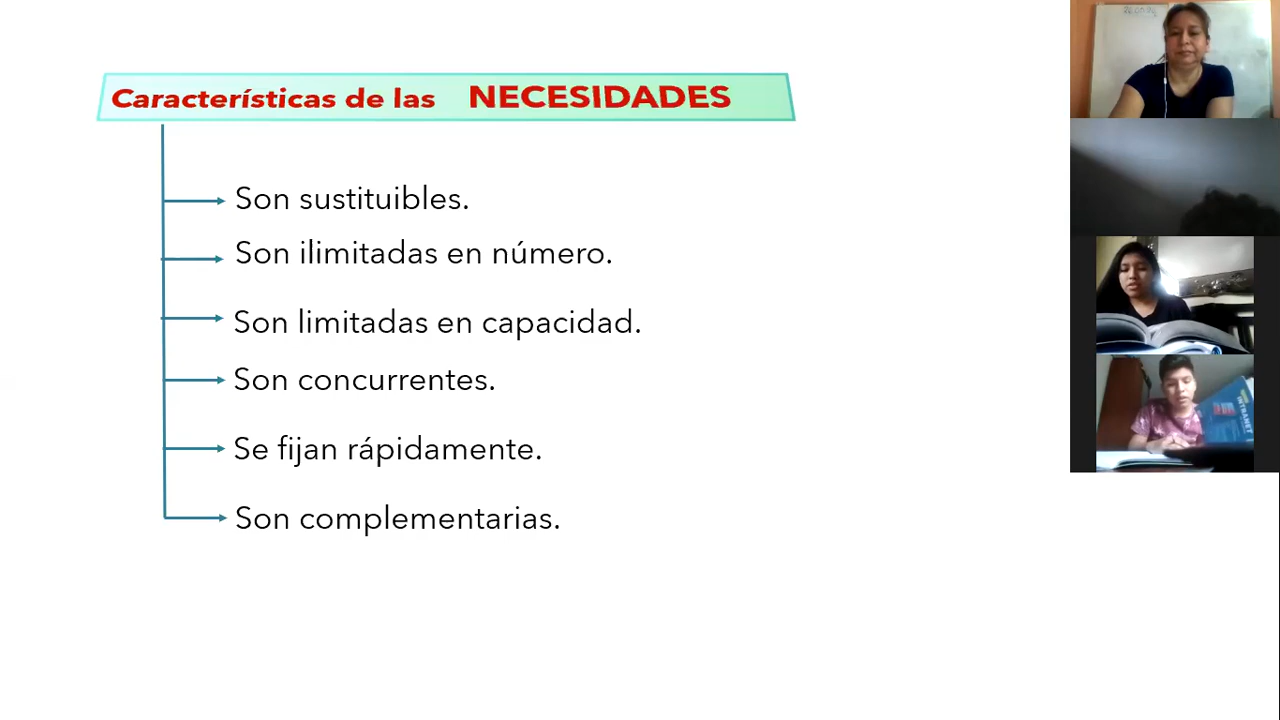 Características de las NECESIDADES
Son sustituibles.
Son ilimitadas en número.
Son limitadas en capacidad.
Son concurrentes.
Se fijan rápidamente.
Son complementarias.
INTRANET